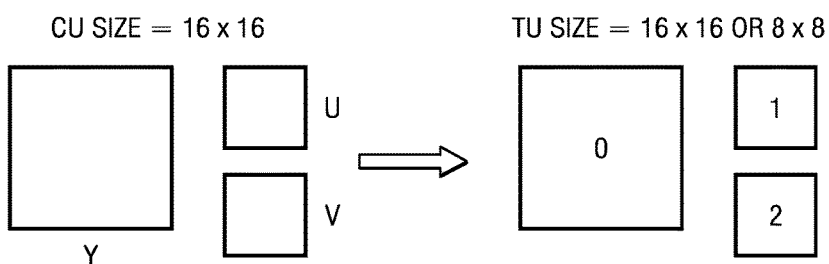 CU SIZE = 16 x 16
TU SIZE = 16 x 16 OR 8 x 8
U
V
Y
0
1
2